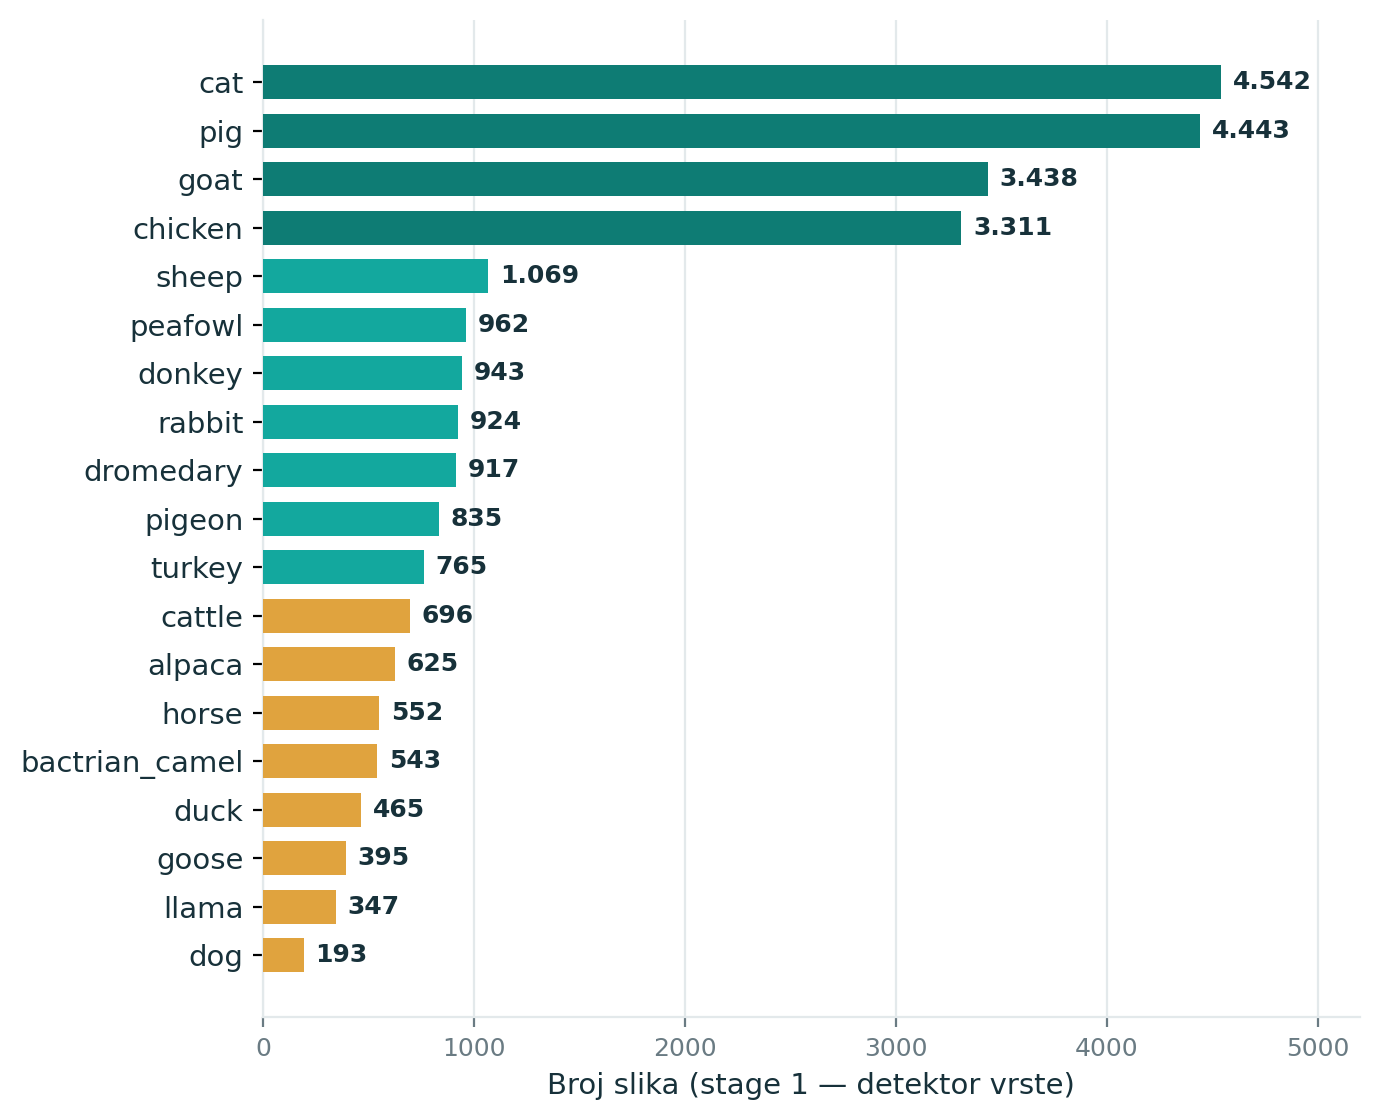 cat 4.542
pig 4.443
goat 3.438
chicken 3.311
sheep 1.069
peafowl 962
donkey 943
rabbit 924
dromedary 917
pigeon 835
turkey 765
cattle 696
alpaca 625
horse 552
bactrian_camel 543
duck 465
goose 395
llama 347
dog 193
0 1000 2000 3000 4000 5000
Broj slika (stage 1 — detektor vrste)